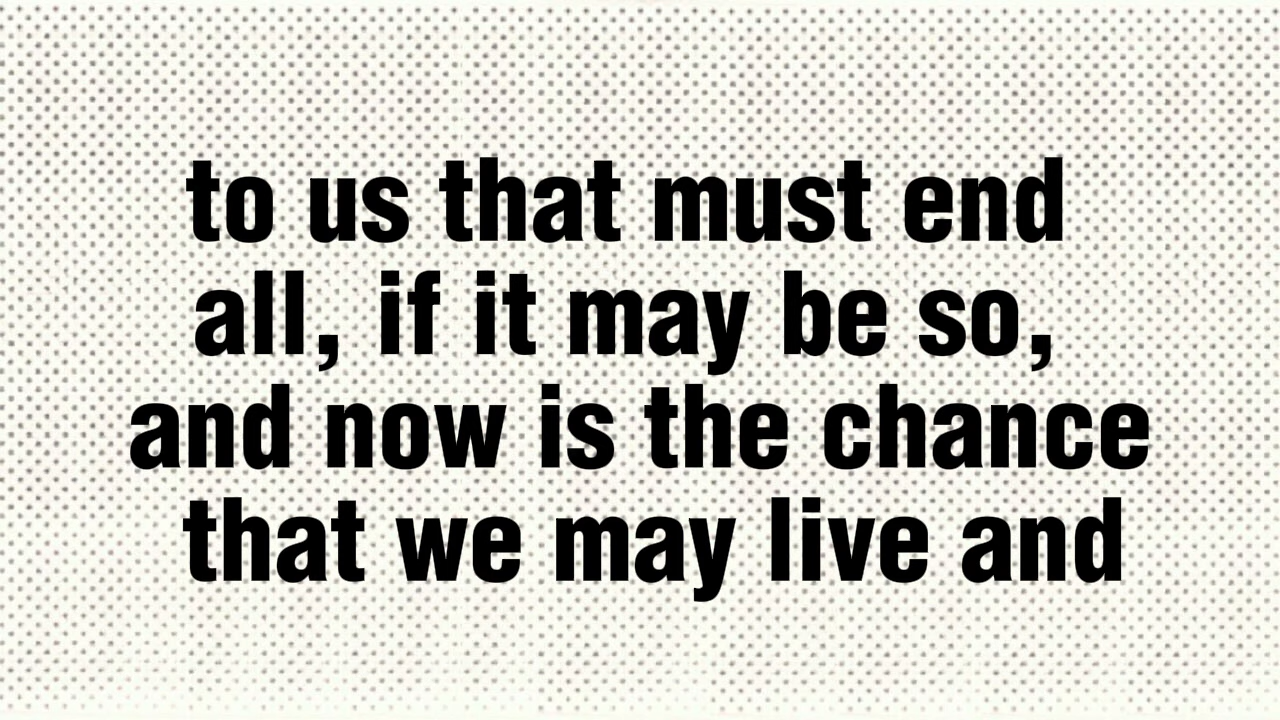 to us that must end
all, if it may be so,
and now is the chance
that we may live and